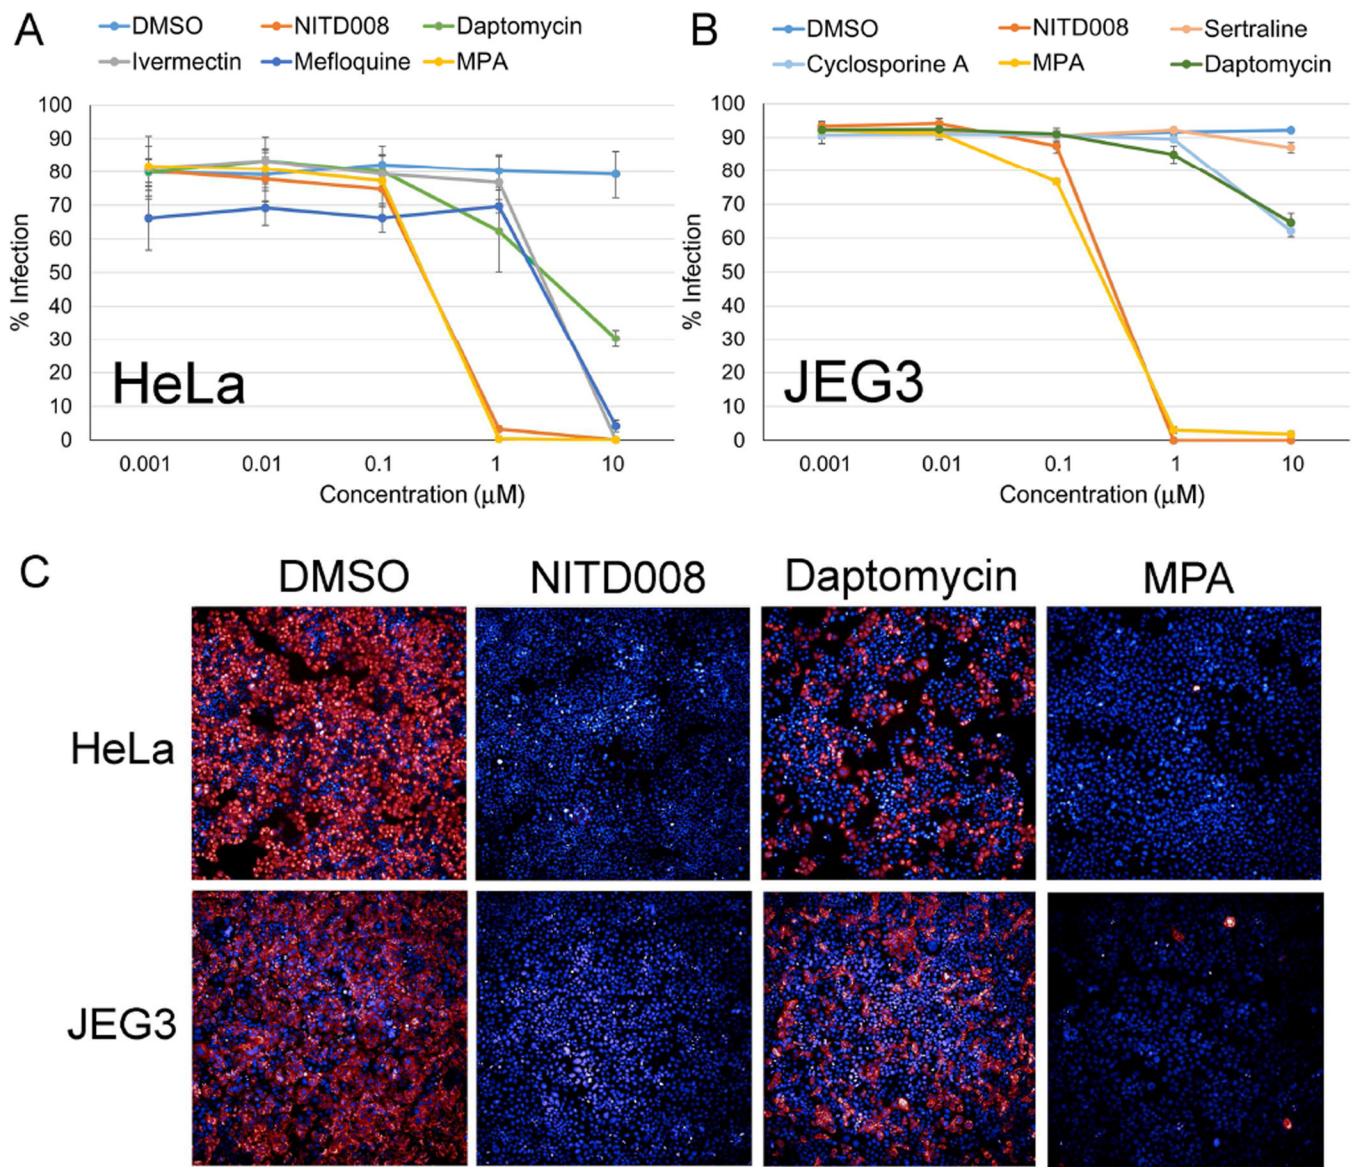 A
DMSO NITD008 Daptomycin
Ivermectin Mefloquine MPA
% Infection
100
90
80
70
60
50
40
30
20
10
0
HeLa
0.001 0.01 0.1 1 10
Concentration (μM)
B
DMSO NITD008 Sertraline
Cyclosporine A MPA Daptomycin
% Infection
100
90
80
70
60
50
40
30
20
10
0
JEG3
0.001 0.01 0.1 1 10
Concentration (μM)
C
DMSO NITD008 Daptomycin MPA
HeLa
JEG3